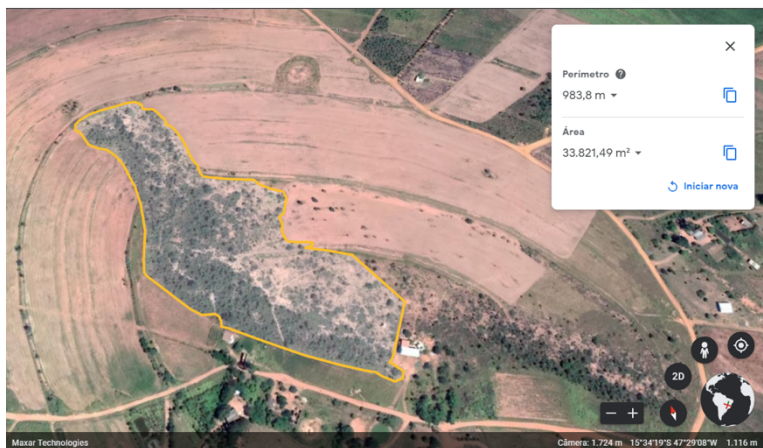 Perímetro
983,8 m
Área
33.821,49 m²
Iniciar nova
2D
Maxar Technologies
Câmera: 1.724 m 15°34'19"S 47°29'08"W 1.116 m